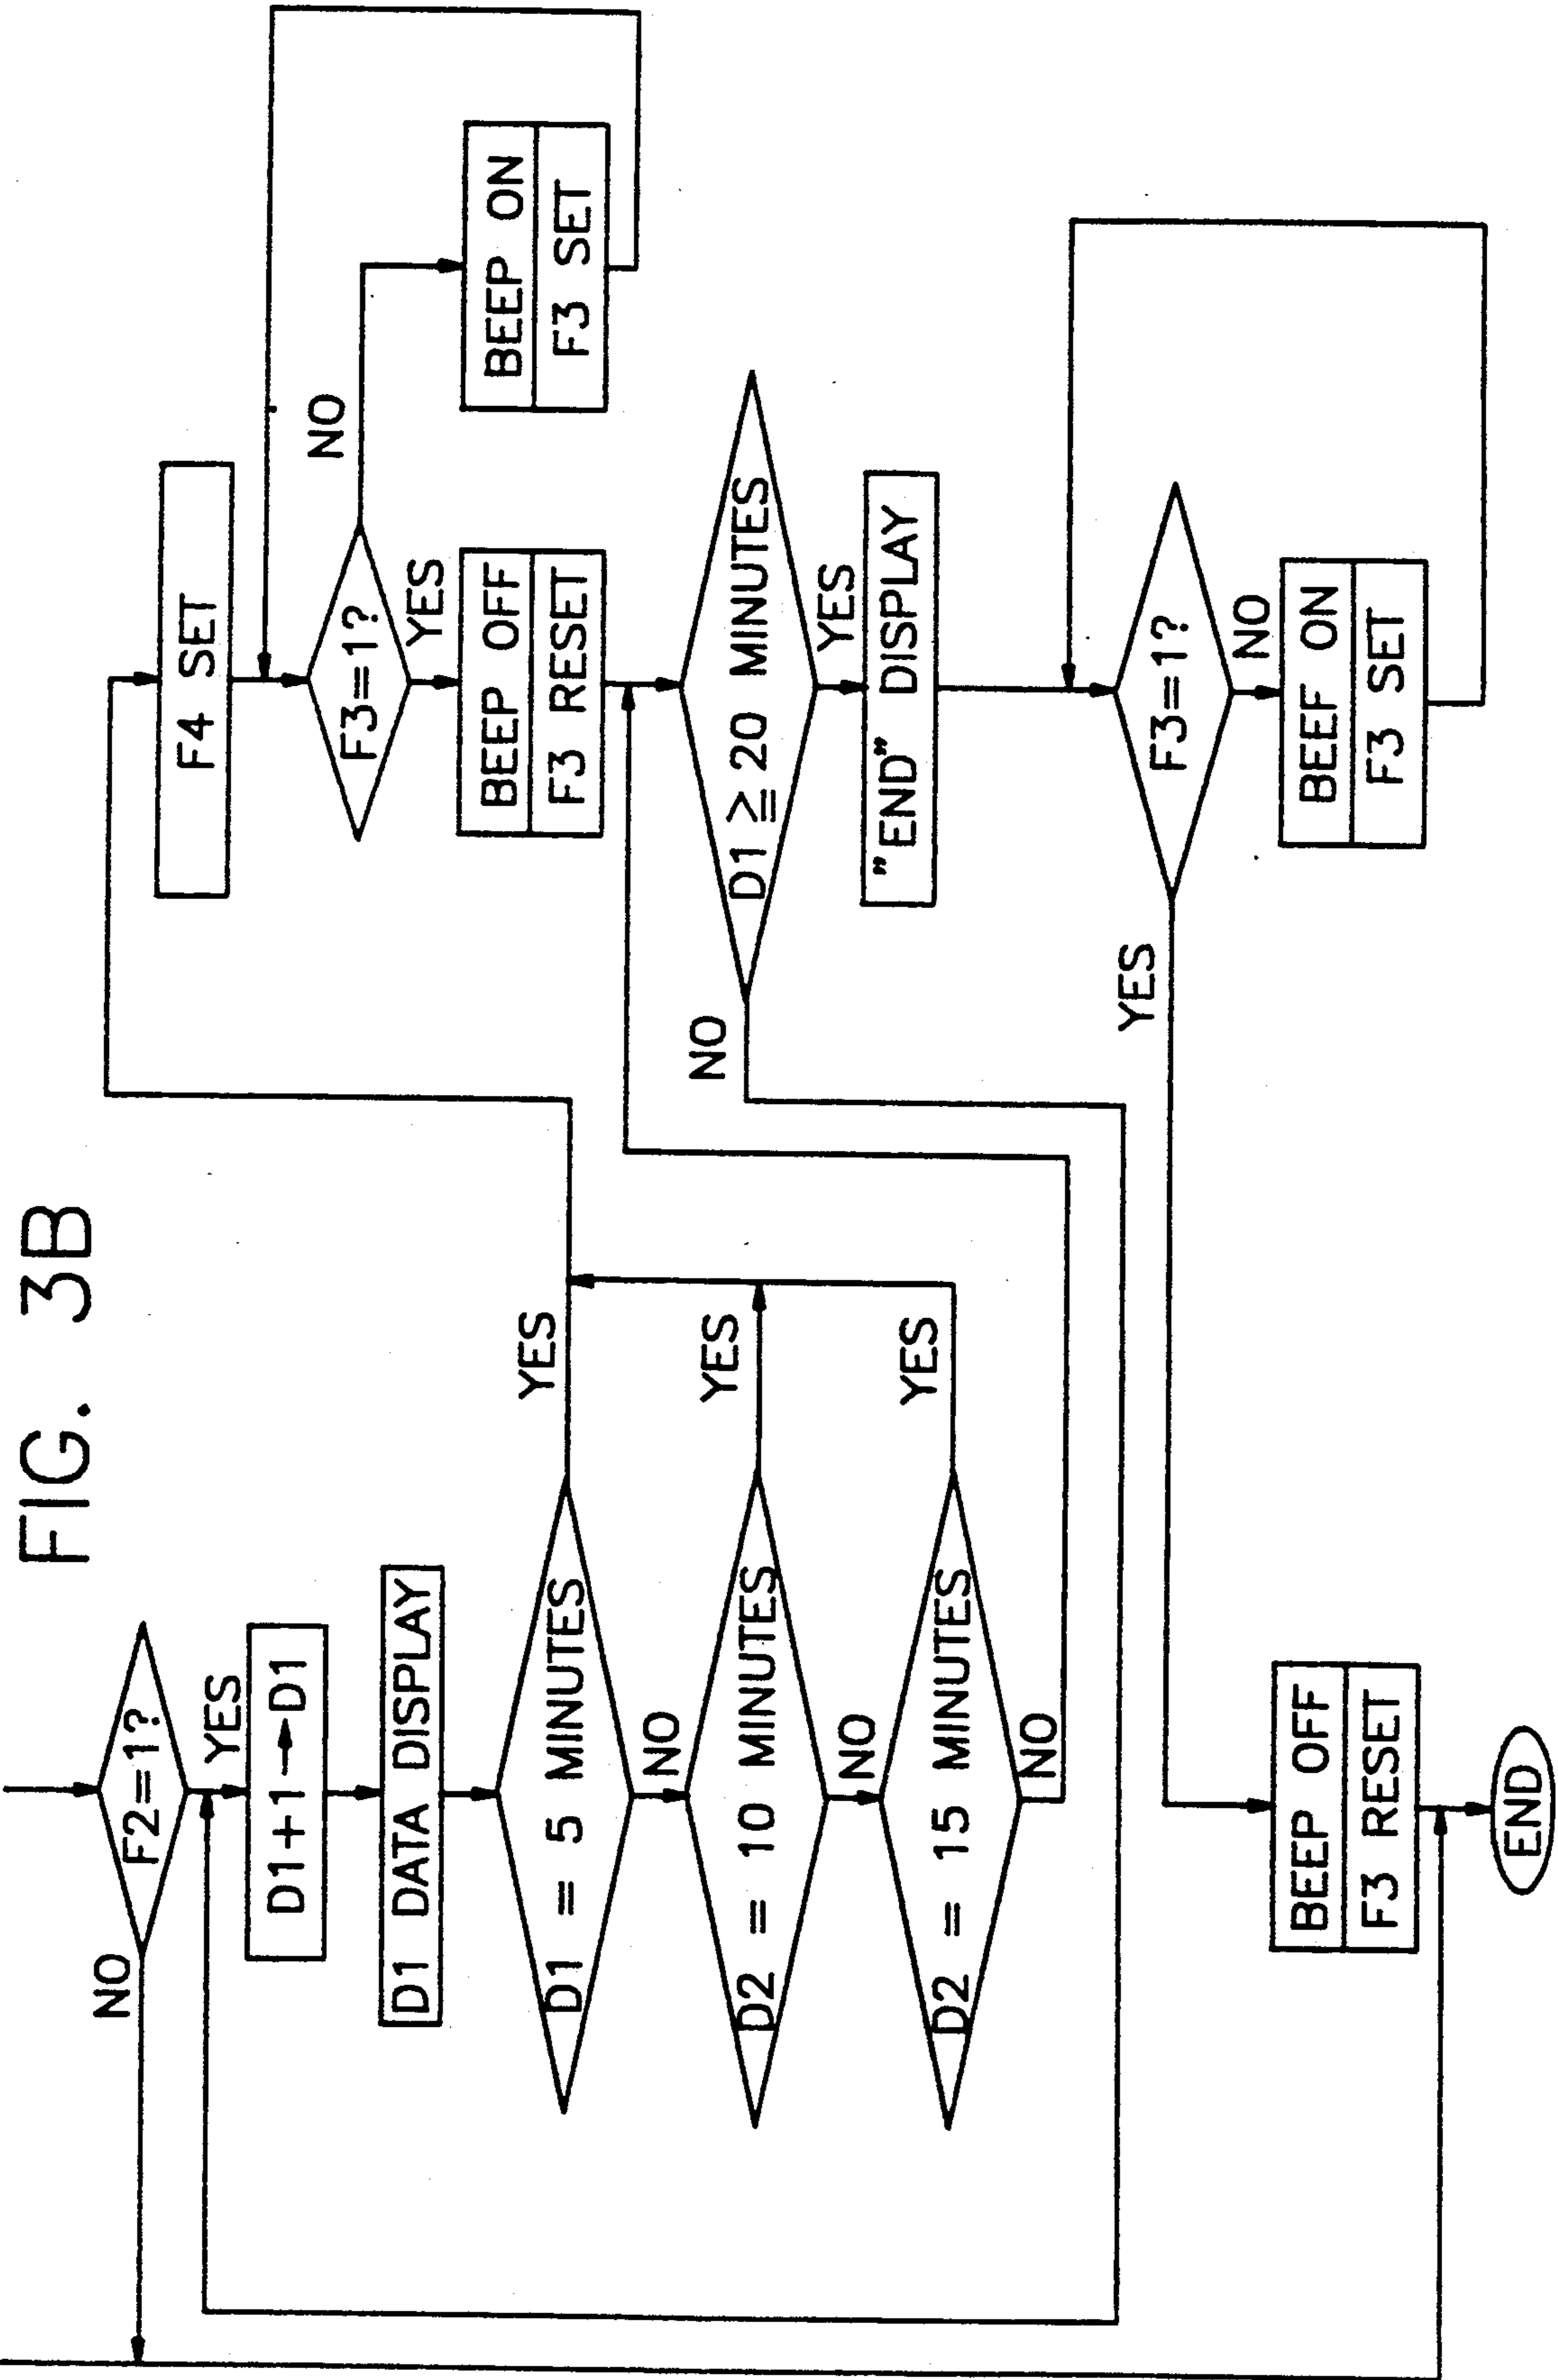 FIG. 3B
F2=1?
NO
YES
D1+1→D1
D1 DATA DISPLAY
D1 = 5 MINUTES
YES
NO
D2 = 10 MINUTES
YES
NO
D2 = 15 MINUTES
YES
NO
F4 SET
F3=1?
NO
YES
BEEP ON
F3 SET
BEEP OFF
F3 RESET
D1 ≧ 20 MINUTES
NO
YES
"END" DISPLAY
F3=1?
YES
NO
BEEF ON
F3 SET
BEEP OFF
F3 RESET
END